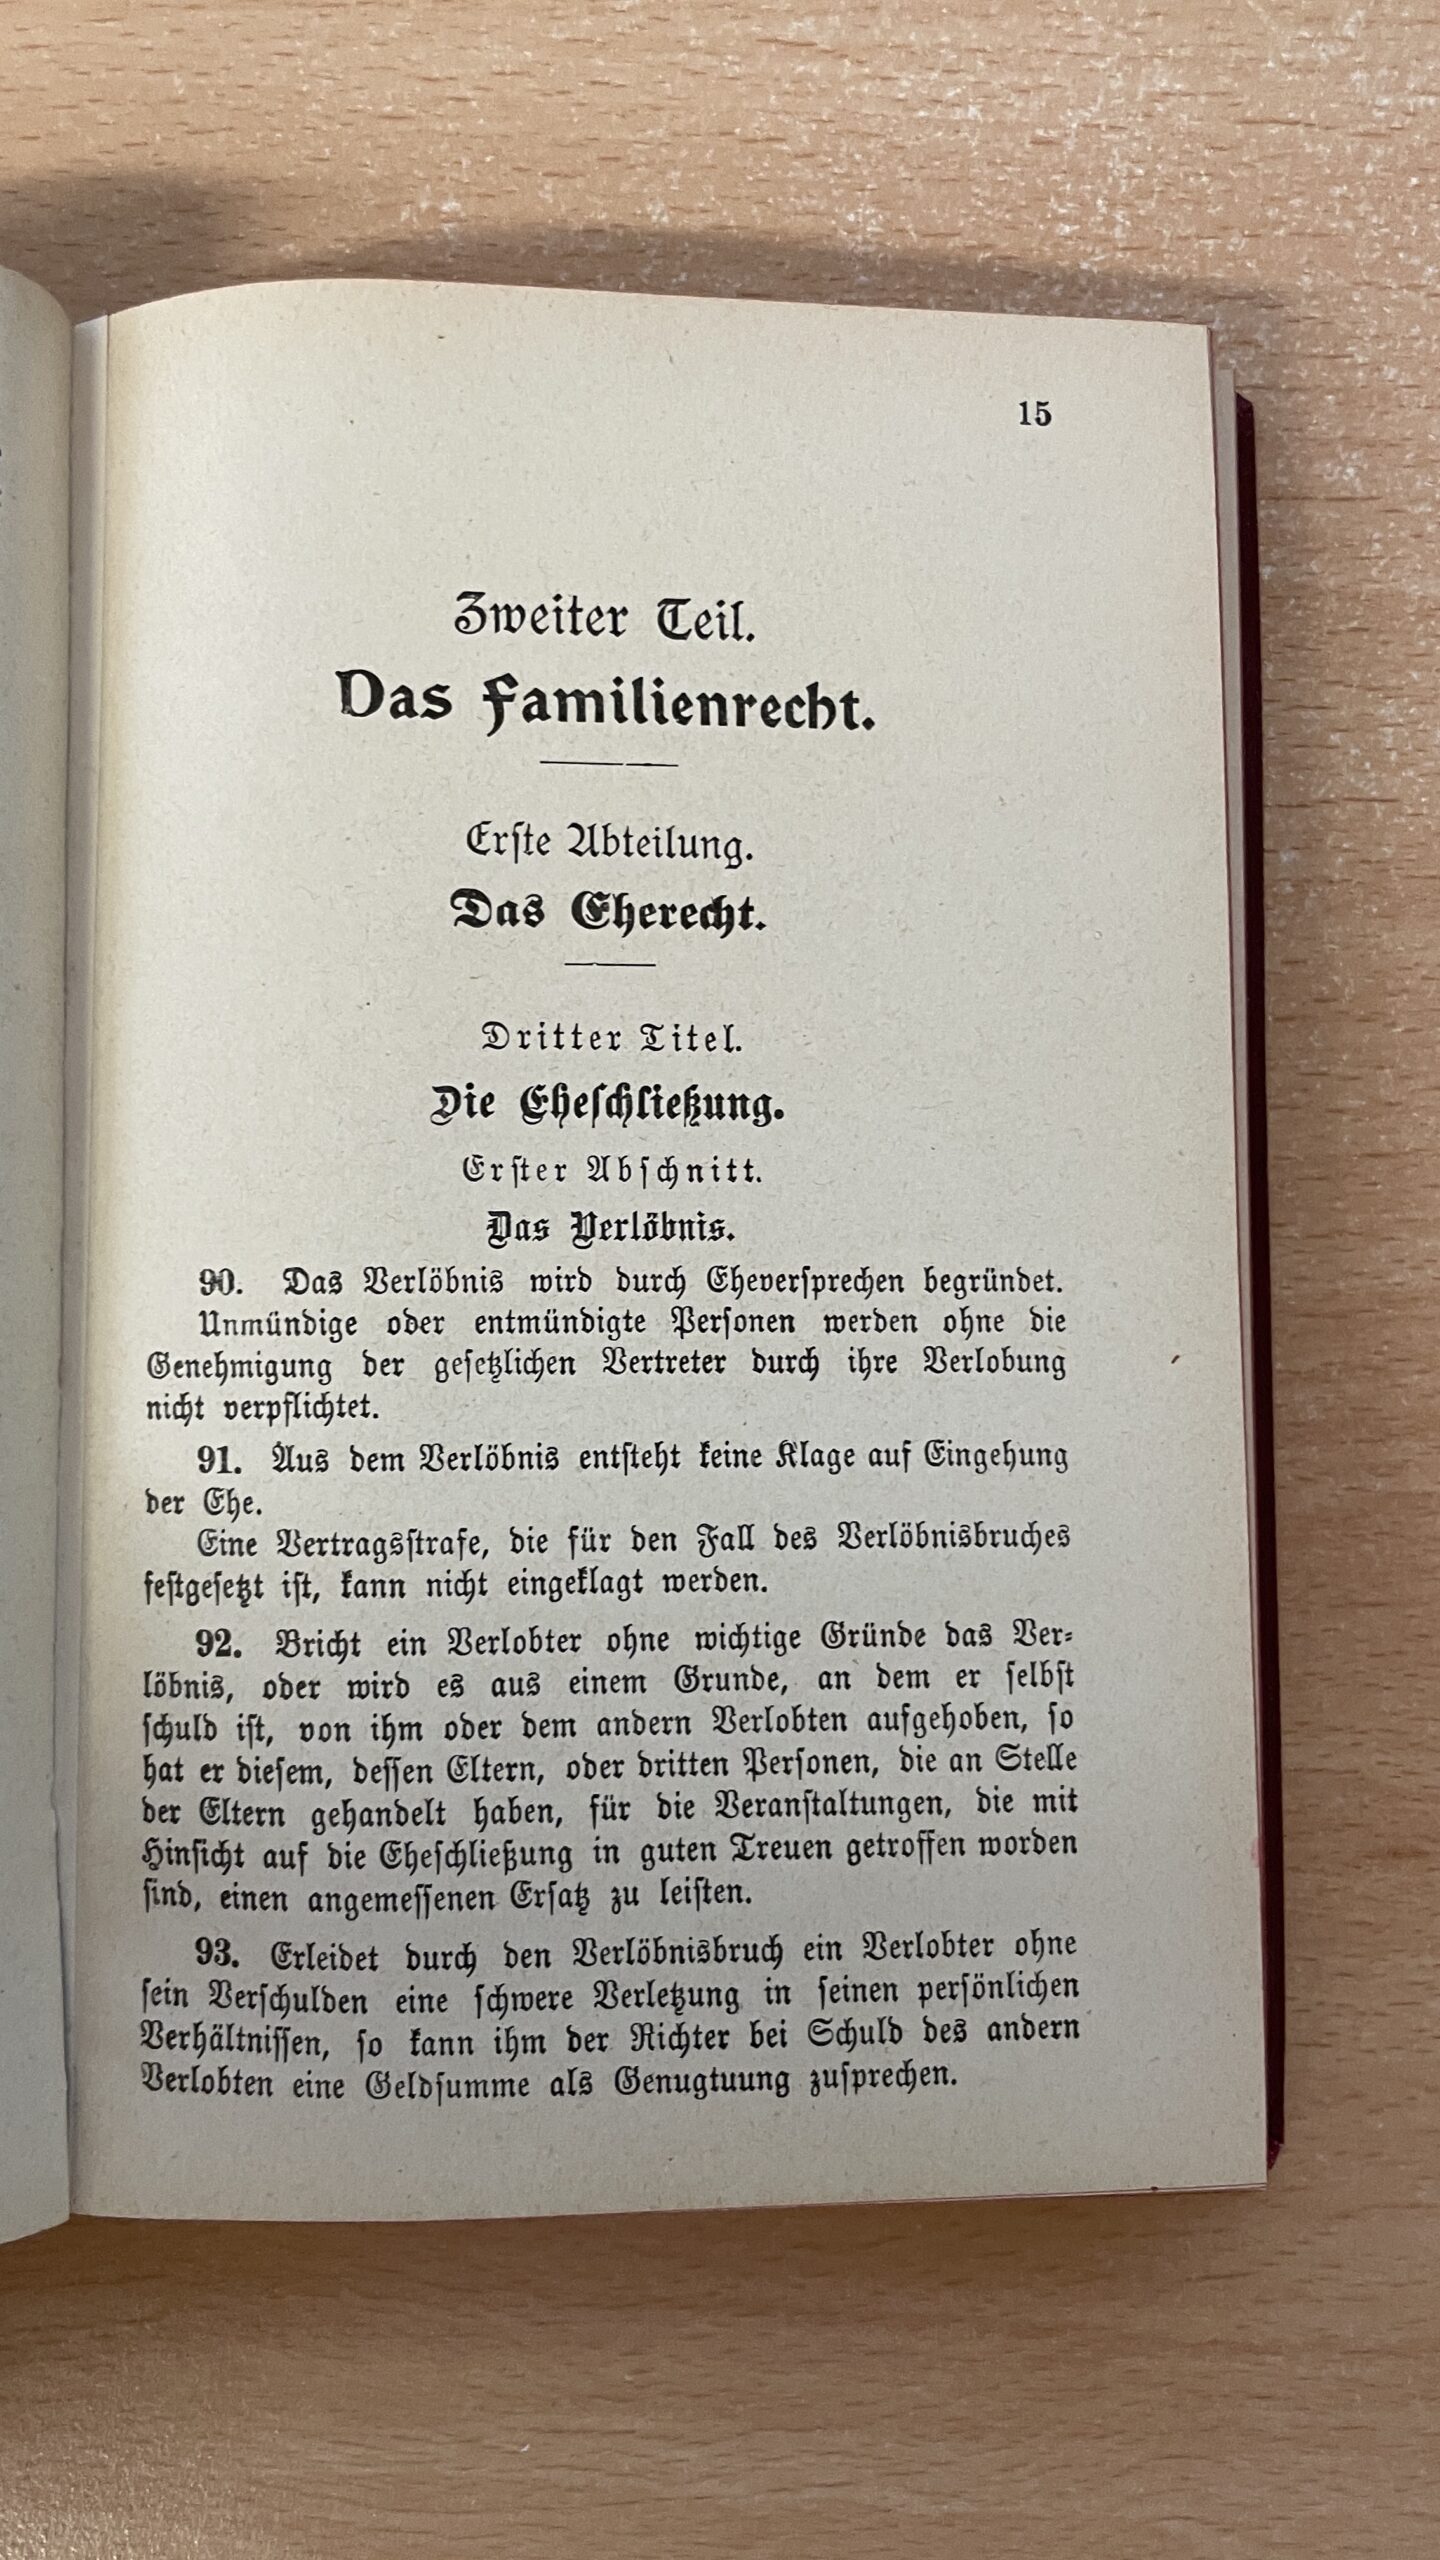 15
Zweiter Teil.
Das Familienrecht.
Erſte Abteilung.
Das Eherecht.
Dritter Titel.
Die Eheſchließung.
Erſter Abſchnitt.
Das Verlöbnis.
90. Das Verlöbnis wird durch Eheverſprechen begründet.
Unmündige oder entmündigte Perſonen werden ohne die
Genehmigung der geſetzlichen Vertreter durch ihre Verlobung
nicht verpflichtet.
91. Aus dem Verlöbnis entſteht keine Klage auf Eingehung
der Ehe.
Eine Vertragsſtrafe, die für den Fall des Verlöbnisbruches
feſtgeſetzt iſt, kann nicht eingeklagt werden.
92. Bricht ein Verlobter ohne wichtige Gründe das Ver⸗
löbnis, oder wird es aus einem Grunde, an dem er ſelbſt
ſchuld iſt, von ihm oder dem andern Verlobten aufgehoben, ſo
hat er dieſem, deſſen Eltern, oder dritten Perſonen, die an Stelle
der Eltern gehandelt haben, für die Veranſtaltungen, die mit
Hinſicht auf die Eheſchließung in guten Treuen getroffen worden
ſind, einen angemeſſenen Erſatz zu leiſten.
93. Erleidet durch den Verlöbnisbruch ein Verlobter ohne
ſein Verſchulden eine ſchwere Verletzung in ſeinen perſönlichen
Verhältniſſen, ſo kann ihm der Richter bei Schuld des andern
Verlobten eine Geldſumme als Genugtuung zuſprechen.